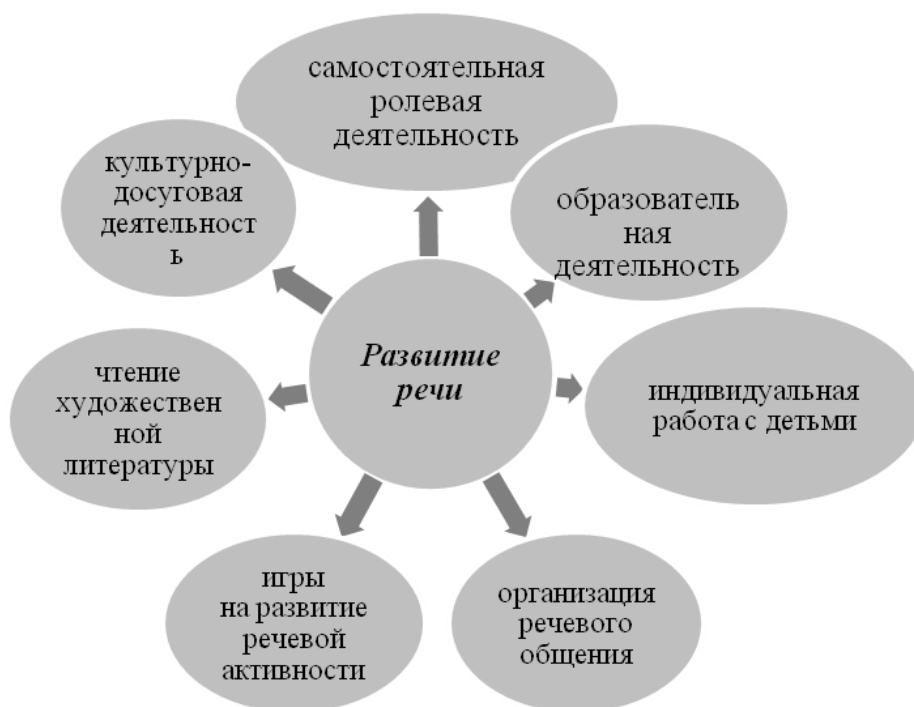 самостоятельная
ролевая
деятельность
культурно-
досуговая
деятельност
ь
образователь
ная
деятельность
Развитие
речи
чтение
художествен
ной
литературы
индивидуальная
работа с детьми
игры
на развитие
речевой
активности
организация
речевого
общения